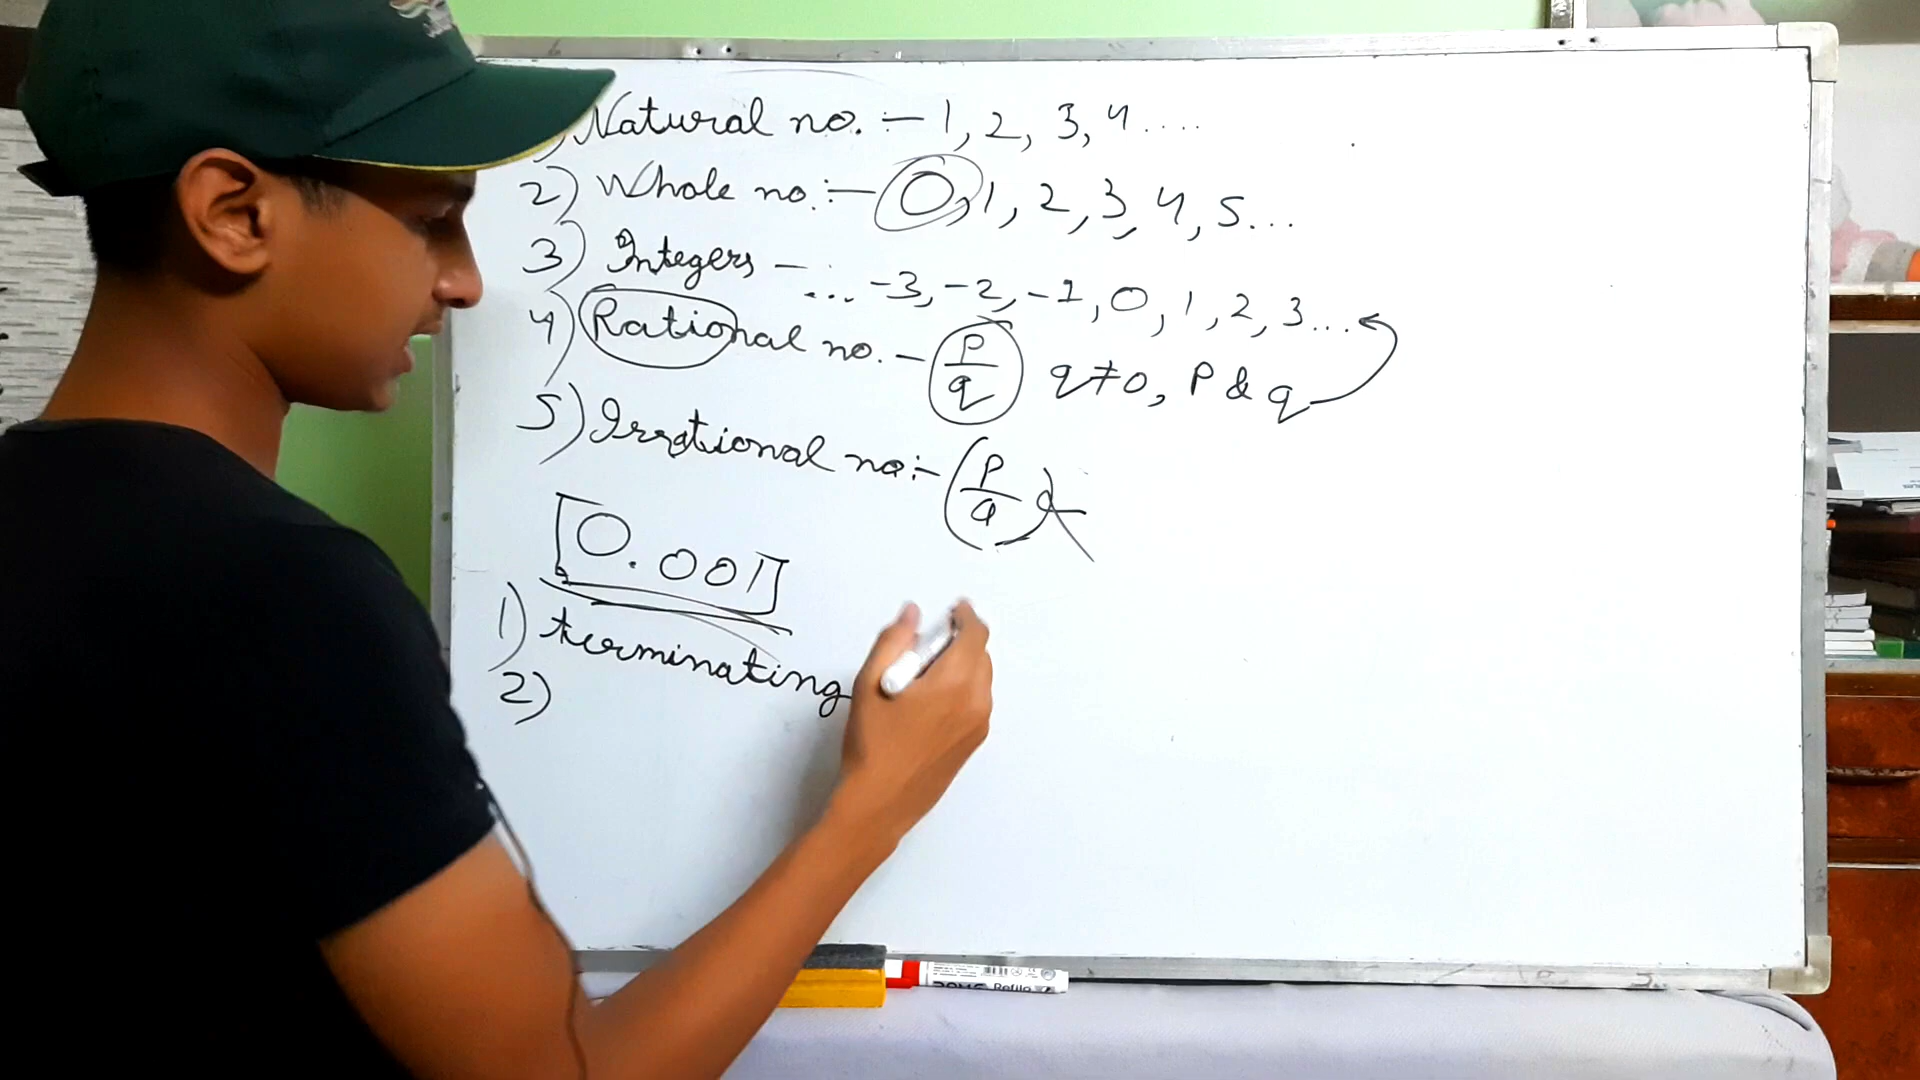 Natural no. - 1, 2, 3, 4....
2) Whole no.:- 0, 1, 2, 3, 4, 5...
3) Integers - ... -3, -2, -1, 0, 1, 2, 3...
4) Rational no. - P/q q≠0, P & q
5) Irrational no:- (P/q)
0.001
1) terminating
2)
Refilo